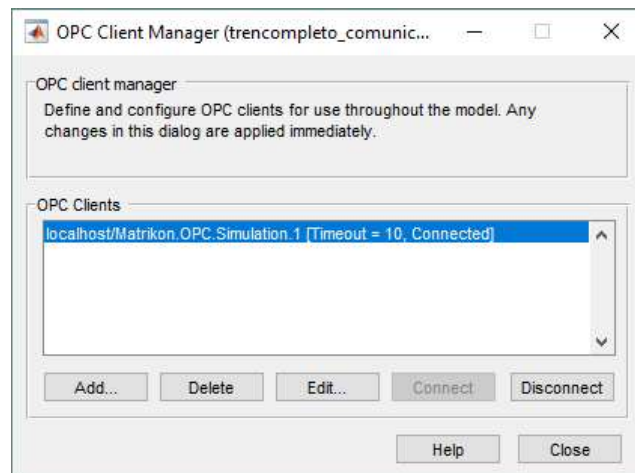 OPC Client Manager (trencompleto_comunic...
OPC client manager
Define and configure OPC clients for use throughout the model. Any
changes in this dialog are applied immediately.
OPC Clients
localhost/Matrikon.OPC.Simulation.1 [Timeout = 10, Connected]
Add... Delete Edit... Connect Disconnect
Help Close